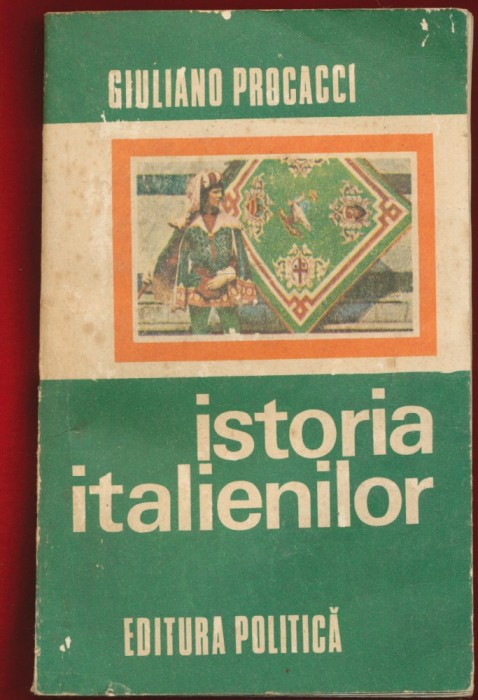 GIULIANO PROCACCI
istoria
italienilor
EDITURA POLITICĂ